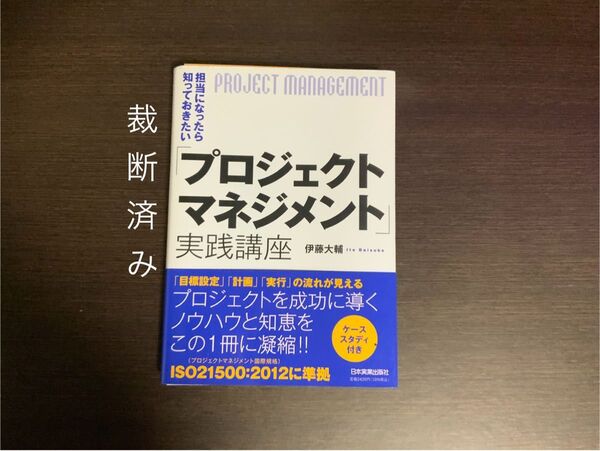 裁断済み
PROJECT MANAGEMENT
担当になったら
知っておきたい
「プロジェクト
マネジメント」
実践講座
伊藤大輔 Ito Daisuke
「目標設定」「計画」「実行」の流れが見える
プロジェクトを成功に導く
ノウハウと知恵を
この1冊に凝縮!!
(プロジェクトマネジメント国際規格)
ISO21500:2012に準拠
ケース
スタディ
付き
日本実業出版社